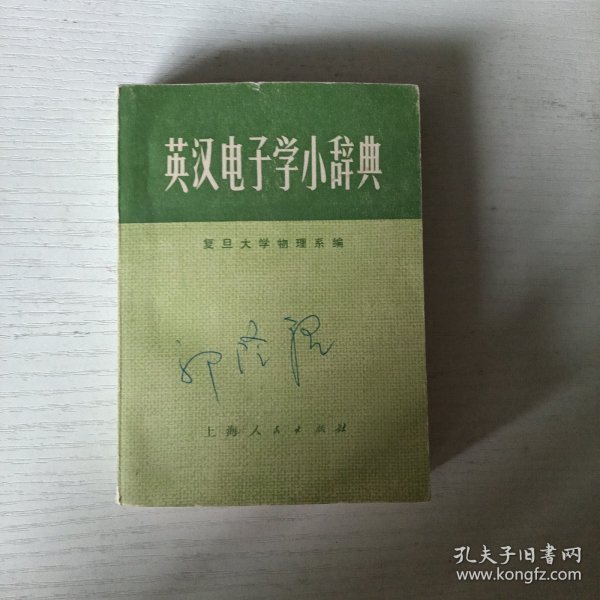 英汉电子学小辞典
复旦大学物理系编
上海人民出版社
孔夫子旧書网
www.kongfz.com